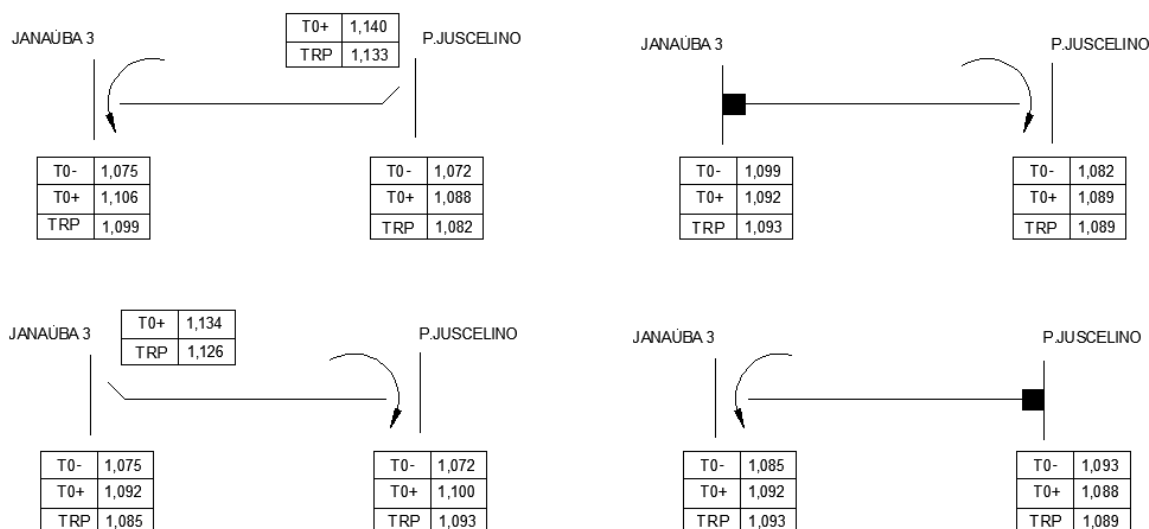 T0+ 1,140
JANAÚBA 3 P.JUSCELINO
TRP 1,133
T0- 1,075 T0- 1,072
T0+ 1,106 T0+ 1,088
TRP 1,099 TRP 1,082
JANAÚBA 3 P.JUSCELINO
T0- 1,099 T0- 1,082
T0+ 1,092 T0+ 1,089
TRP 1,093 TRP 1,089
JANAÚBA 3 T0+ 1,134 P.JUSCELINO
TRP 1,126
T0- 1,075 T0- 1,072
T0+ 1,092 T0+ 1,100
TRP 1,085 TRP 1,093
JANAÚBA 3 P.JUSCELINO
T0- 1,085 T0- 1,093
T0+ 1,092 T0+ 1,088
TRP 1,093 TRP 1,089